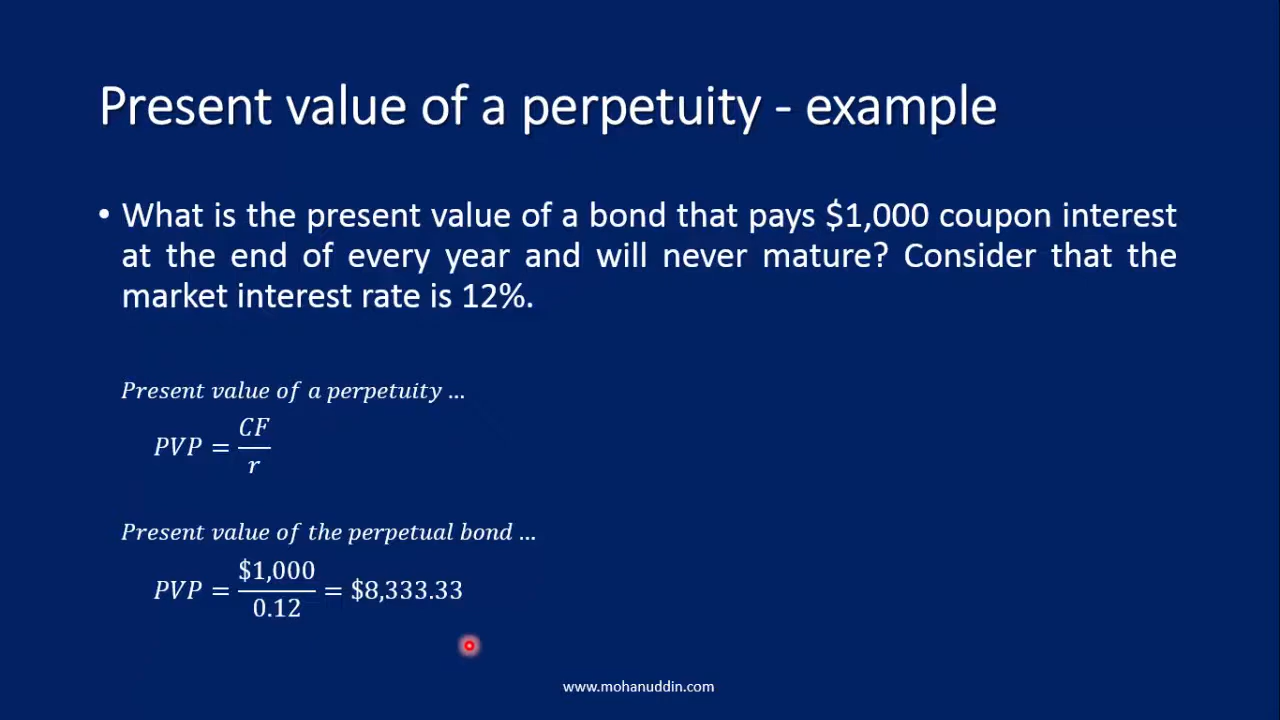 Present value of a perpetuity - example
• What is the present value of a bond that pays $1,000 coupon interest
at the end of every year and will never mature? Consider that the
market interest rate is 12%.
Present value of a perpetuity ...
PVP = CF / r
Present value of the perpetual bond ...
PVP = $1,000 / 0.12 = $8,333.33
www.mohanuddin.com